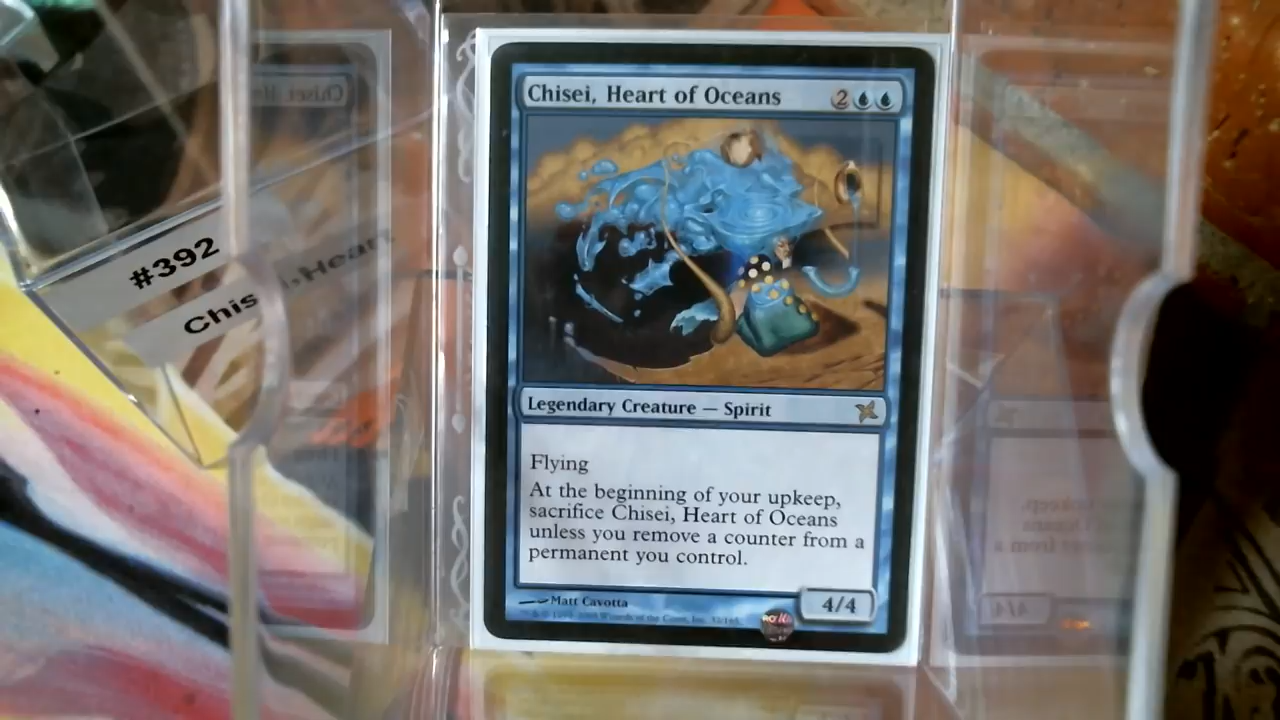 Chisei, Heart of Oceans 2
#392
Chis
Heart
Legendary Creature — Spirit
Flying
At the beginning of your upkeep,
sacrifice Chisei, Heart of Oceans
unless you remove a counter from a
permanent you control.
Matt Cavotta
4/4